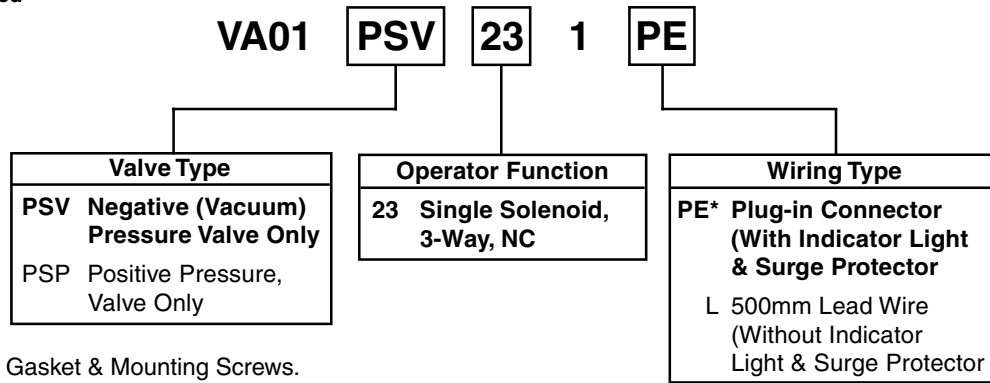 VA01 PSV 23 1 PE
Valve Type
PSV Negative (Vacuum)
Pressure Valve Only
PSP Positive Pressure,
Valve Only
Operator Function
23 Single Solenoid,
3-Way, NC
Wiring Type
PE* Plug-in Connector
(With Indicator Light
& Surge Protector
L 500mm Lead Wire
(Without Indicator
Light & Surge Protector
Gasket & Mounting Screws.